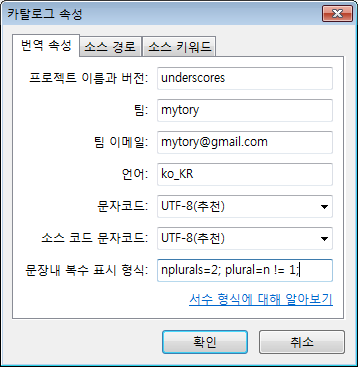 카탈로그 속성
번역 속성 소스 경로 소스 키워드
프로젝트 이름과 버전: underscores
팀: mytory
팀 이메일: mytory@gmail.com
언어: ko_KR
문자코드: UTF-8(추천)
소스 코드 문자코드: UTF-8(추천)
문장내 복수 표시 형식: nplurals=2; plural=n != 1;
서수 형식에 대해 알아보기
확인 취소